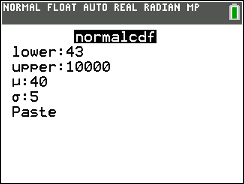 NORMAL FLOAT AUTO REAL RADIAN MP
normalcdf
lower:43
upper:10000
μ:40
σ:5
Paste